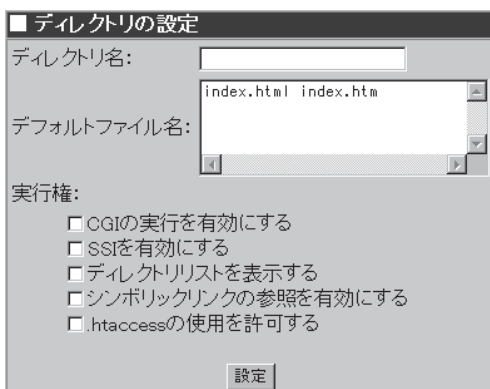 ■ ディレクトリの設定
ディレクトリ名:
index.html index.htm
デフォルトファイル名:
実行権:
CGIの実行を有効にする
SSIを有効にする
ディレクトリリストを表示する
シンボリックリンクの参照を有効にする
.htaccessの使用を許可する
設定